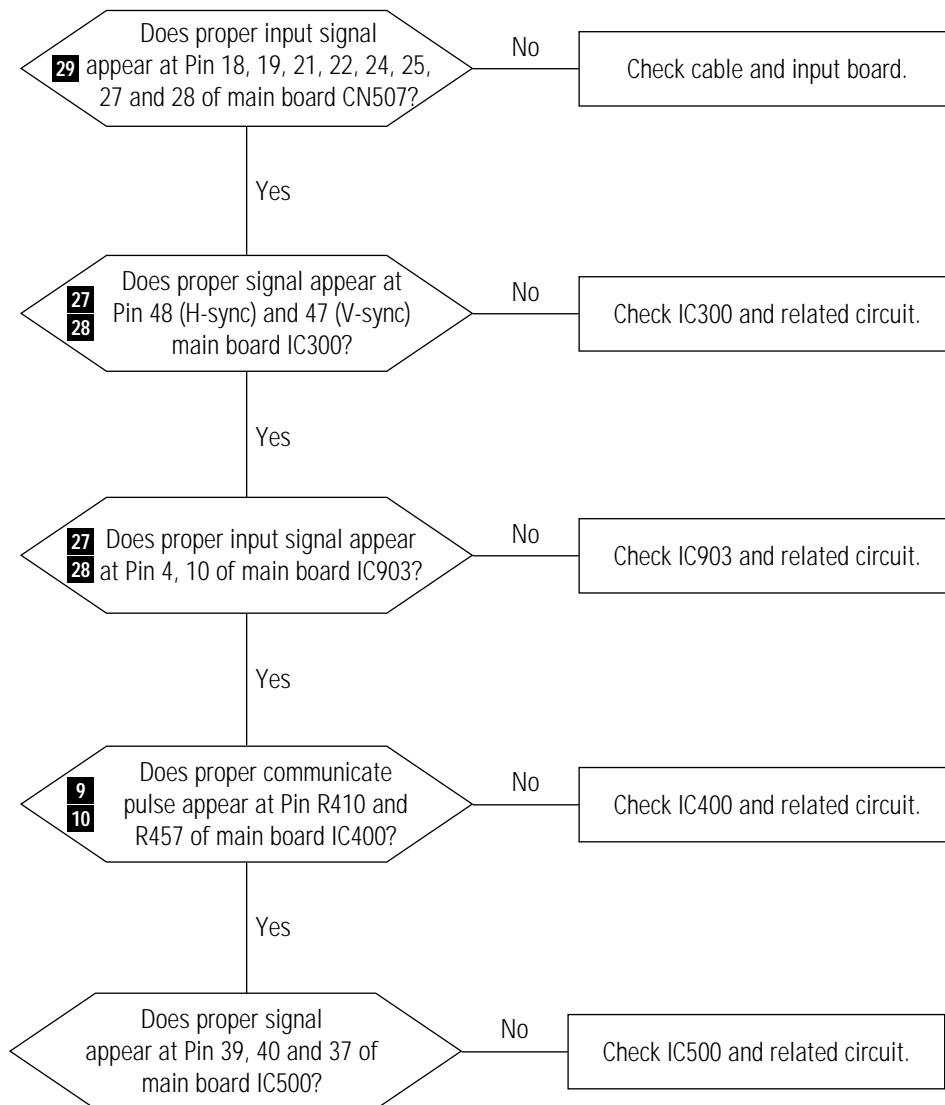 Does proper input signal
29 appear at Pin 18, 19, 21, 22, 24, 25,
27 and 28 of main board CN507?
No
Check cable and input board.
Yes
Does proper signal appear at
27
Pin 48 (H-sync) and 47 (V-sync)
28
main board IC300?
No
Check IC300 and related circuit.
Yes
27 Does proper input signal appear
28 at Pin 4, 10 of main board IC903?
No
Check IC903 and related circuit.
Yes
Does proper communicate
9
pulse appear at Pin R410 and
10
R457 of main board IC400?
No
Check IC400 and related circuit.
Yes
Does proper signal
appear at Pin 39, 40 and 37 of
main board IC500?
No
Check IC500 and related circuit.